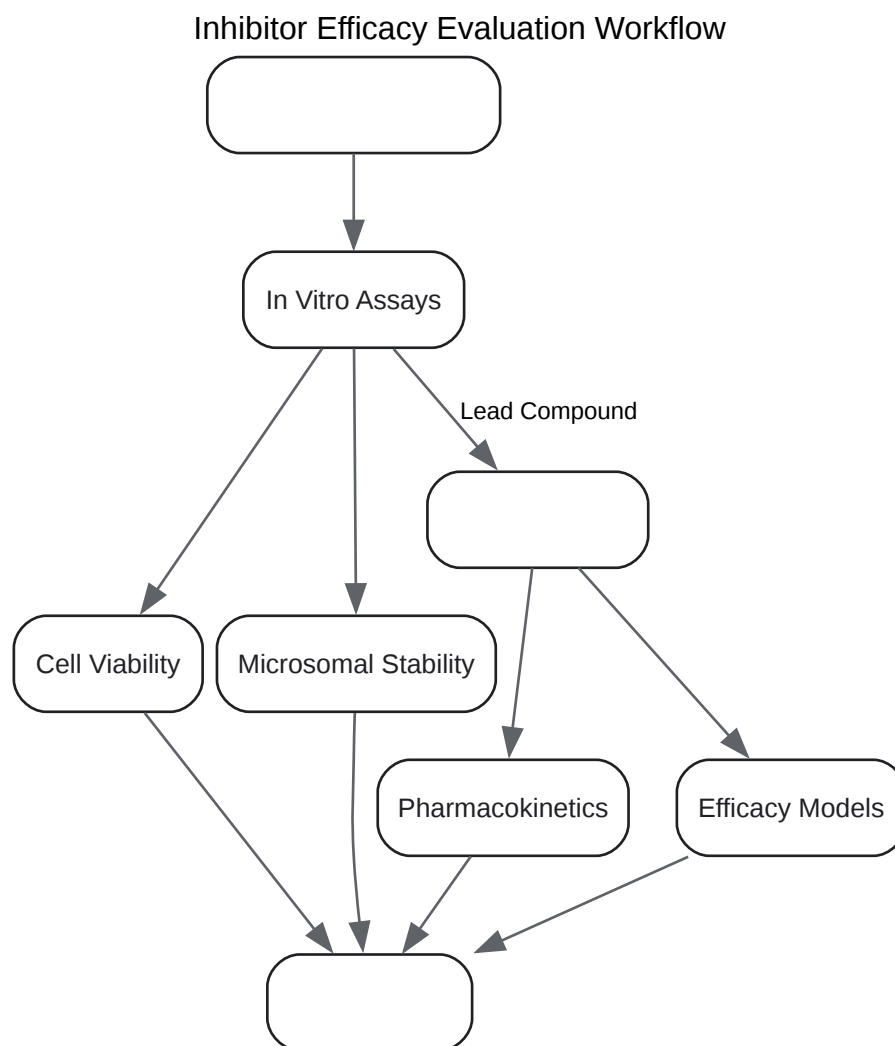 Inhibitor Efficacy Evaluation Workflow
In Vitro Assays
Lead Compound
Cell Viability
Microsomal Stability
Pharmacokinetics
Efficacy Models